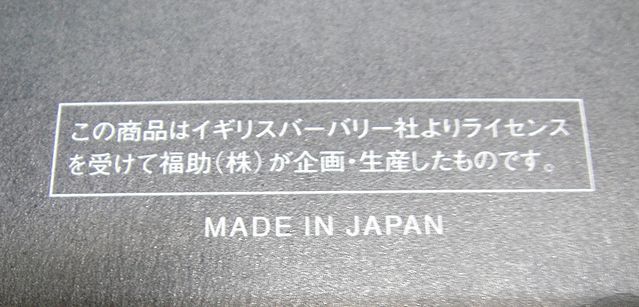 この商品はイギリスバーバリー社よりライセンス
を受けて福助(株)が企画・生産したものです。
MADE IN JAPAN